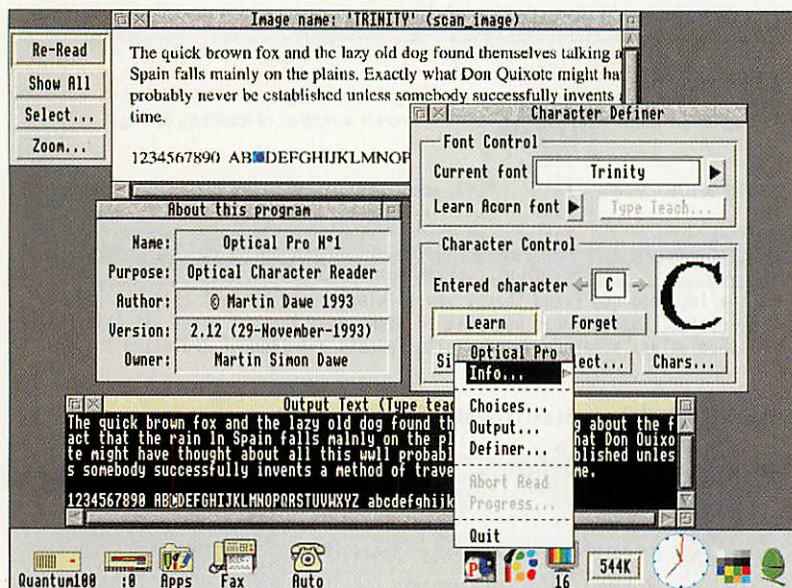 Image name: 'TRINITY' (scan_image)
Re-Read
Show All
Select...
Zoom...
The quick brown fox and the lazy old dog found themselves talking a
Spain falls mainly on the plains. Exactly what Don Quixote might ha
probably never be established unless somebody successfully invents
time.
1234567890 AB DEFGHIJKLMNOP
Character Definer
Font Control
Current font
Trinity
Learn Acorn font
Type Teach...
Character Control
Entered character
C
C
Learn
Forget
Si
lect...
Chars...
About this program
Name: Optical Pro Nº1
Purpose: Optical Character Reader
Author: © Martin Dawe 1993
Version: 2.12 (29-November-1993)
Owner: Martin Simon Dawe
Optical Pro
Info...
Choices...
Output...
Definer...
Abort Read
Progress...
Quit
Output Text (Type tea
The quick brown fox and the lazy old dog found th g about the f
act that the rain In Spain falls malnly on the pl hat Don Quixo
te might have thought about all this wwll probabl blished unles
s somebody successfully invents a method of trave me.
1234567890 ABCDEFGHIJKLMNOPQRSTUVWXYZ abcdefghijk
Quantum100
:0
Apps
Fax
Auto
16
544K